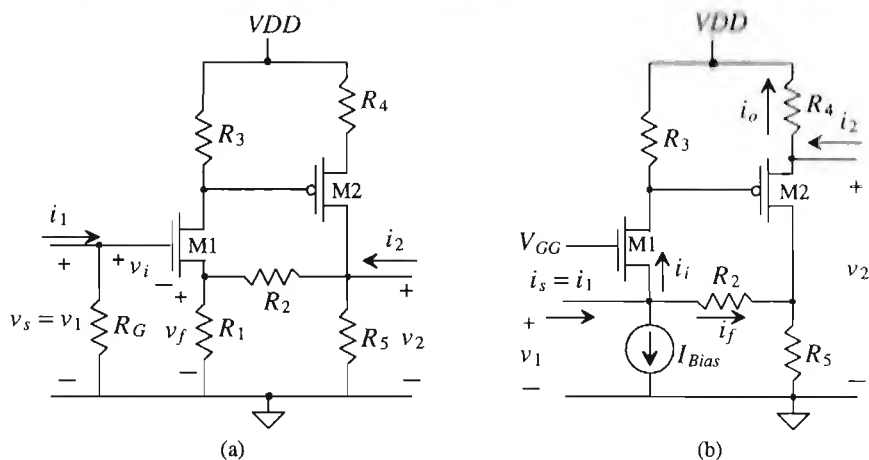 VDD
R4
R3
M2
i1
M1
+
+
vi
−
+
R2
i2
+
vs = v1
RG
vf
R1
R5
v2
−
−
−
−
(a)
VDD
io
R4
i2
R3
M2
+
VGG
M1
is = i1
ii
R2
v2
+
v1
if
IBias
R5
−
−
(b)